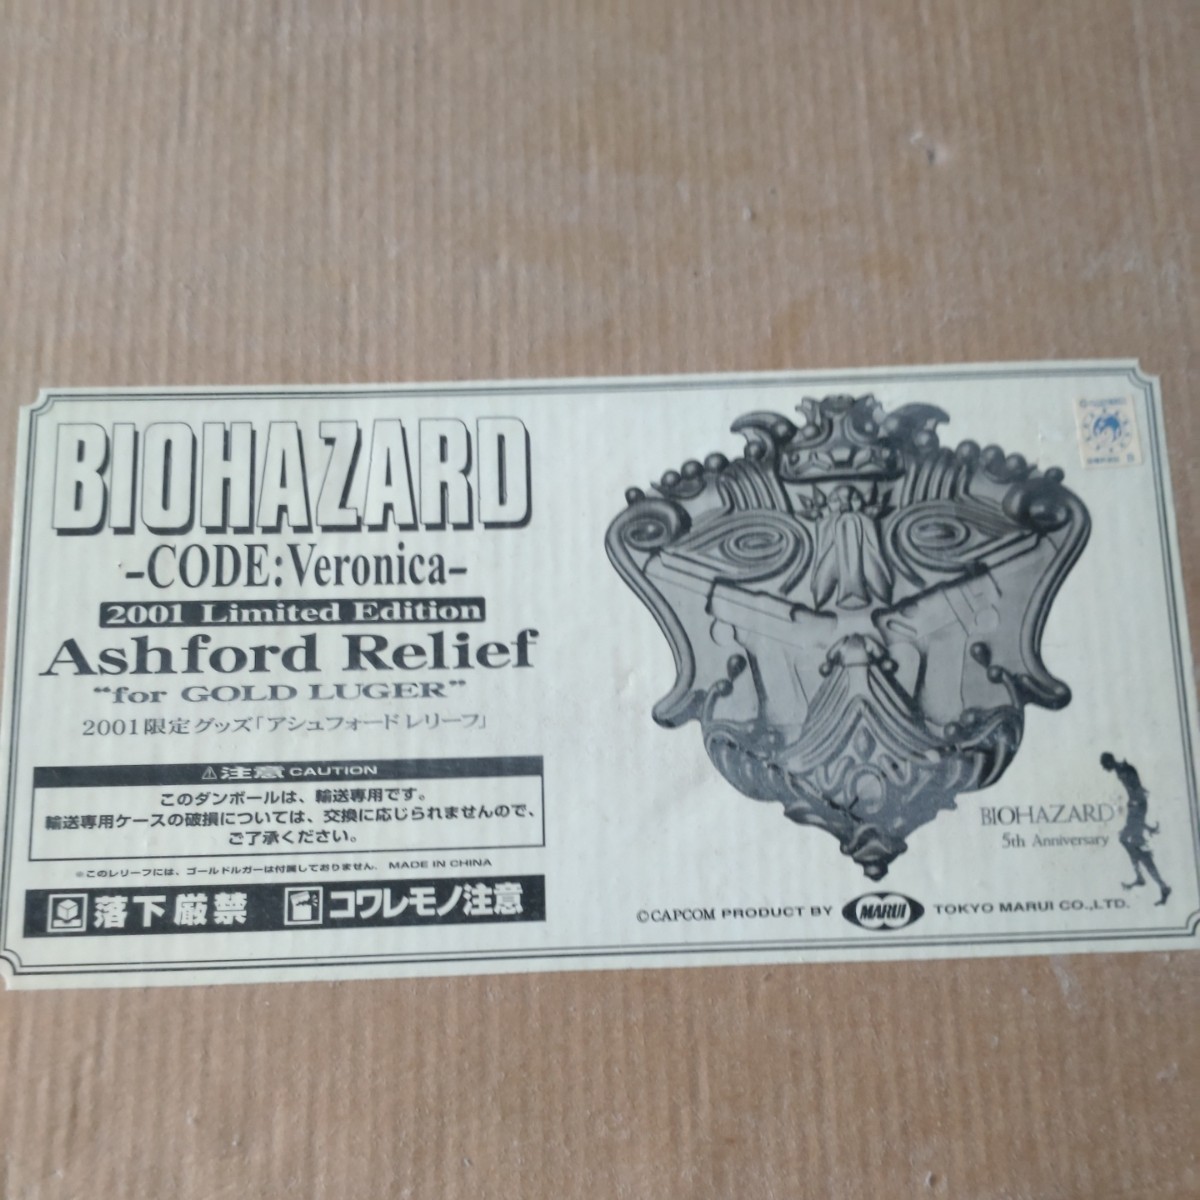 BIOHAZARD
-CODE:Veronica-
2001 Limited Edition
Ashford Relief
"for GOLD LUGER"
2001限定グッズ「アシュフォード レリーフ」
⚠注意 CAUTION
このダンボールは、輸送専用です。
輸送専用ケースの破損については、交換に応じられませんので、
ご了承ください。
※このレリーフには、ゴールドルガーは付属しておりません。 MADE IN CHINA
落下厳禁 コワレモノ注意
BIOHAZARD
5th Anniversary
©CAPCOM PRODUCT BY MARUI TOKYO MARUI CO.,LTD.